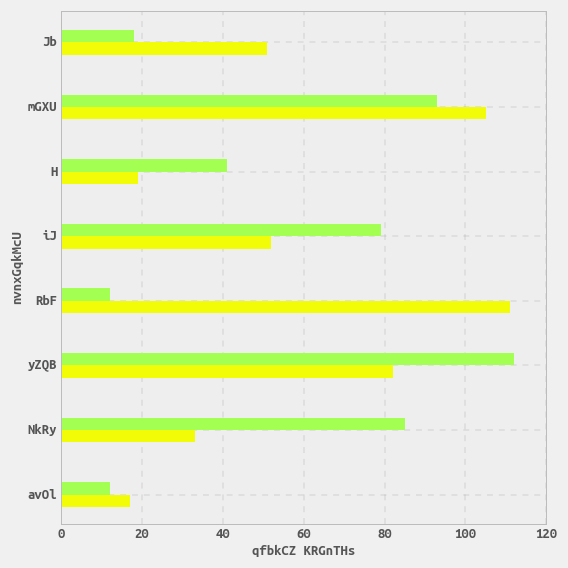 Jb
mGXU
H
iJ
RbF
yZQB
NkRy
avOl
nvnxGqkMcU
0 20 40 60 80 100 120
qfbkCZ KRGnTHs